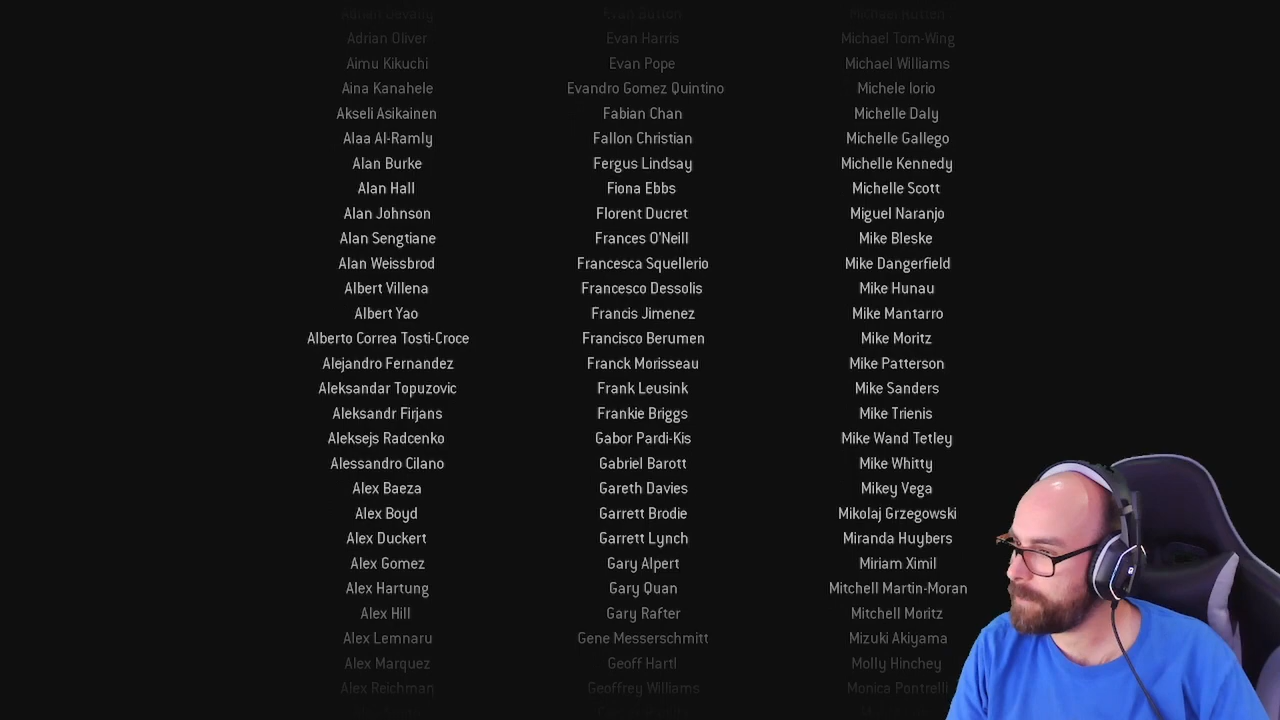 Adrian Oliver
Aimu Kikuchi
Aina Kanahele
Akseli Asikainen
Alaa Al-Ramly
Alan Burke
Alan Hall
Alan Johnson
Alan Sengtiane
Alan Weissbrod
Albert Villena
Albert Yao
Alberto Correa Tosti-Croce
Alejandro Fernandez
Aleksandar Topuzovic
Aleksandr Firjans
Aleksejs Radcenko
Alessandro Cilano
Alex Baeza
Alex Boyd
Alex Duckert
Alex Gomez
Alex Hartung
Alex Hill
Alex Lemnaru
Alex Marquez
Alex Reichman
Evan Button
Evan Harris
Evan Pope
Evandro Gomez Quintino
Fabian Chan
Fallon Christian
Fergus Lindsay
Fiona Ebbs
Florent Ducret
Frances O'Neill
Francesca Squellerio
Francesco Dessolis
Francis Jimenez
Francisco Berumen
Franck Morisseau
Frank Leusink
Frankie Briggs
Gabor Pardi-Kis
Gabriel Barott
Gareth Davies
Garrett Brodie
Garrett Lynch
Gary Alpert
Gary Quan
Gary Rafter
Gene Messerschmitt
Geoff Hartl
Geoffrey Williams
Michael Tom-Wing
Michael Williams
Michele Iorio
Michelle Daly
Michelle Gallego
Michelle Kennedy
Michelle Scott
Miguel Naranjo
Mike Bleske
Mike Dangerfield
Mike Hunau
Mike Mantarro
Mike Moritz
Mike Patterson
Mike Sanders
Mike Trienis
Mike Wand Tetley
Mike Whitty
Mikey Vega
Mikolaj Grzegowski
Miranda Huybers
Miriam Ximil
Mitchell Martin-Moran
Mitchell Moritz
Mizuki Akiyama
Molly Hinchey
Monica Pontrelli